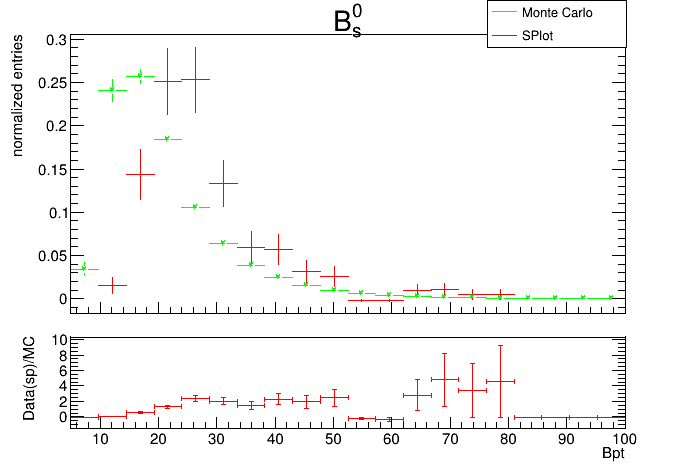 B⁰ₛ
Monte Carlo
SPlot
normalized entries
0.3
0.25
0.2
0.15
0.1
0.05
0
Data(sp)/MC
10
8
6
4
2
0
10 20 30 40 50 60 70 80 90 100
Bpt